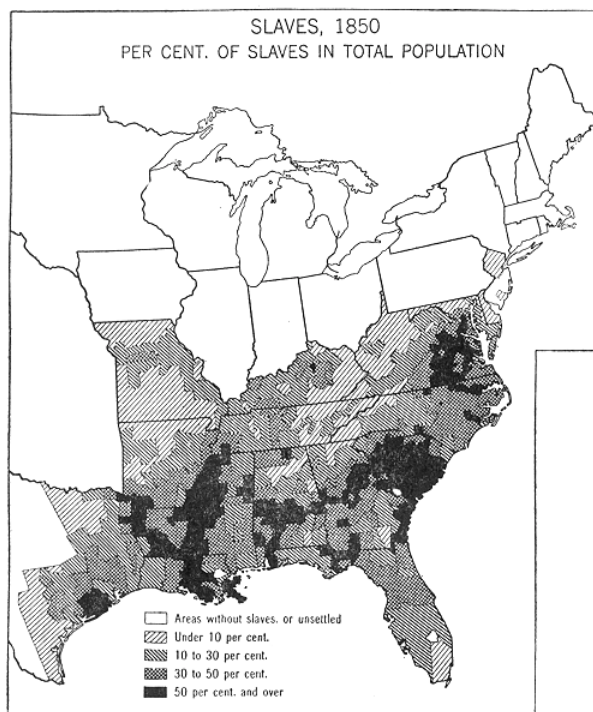 SLAVES, 1850
PER CENT. OF SLAVES IN TOTAL POPULATION
Areas without slaves. or unsettled
Under 10 per cent.
10 to 30 per cent.
30 to 50 per cent.
50 per cent. and over